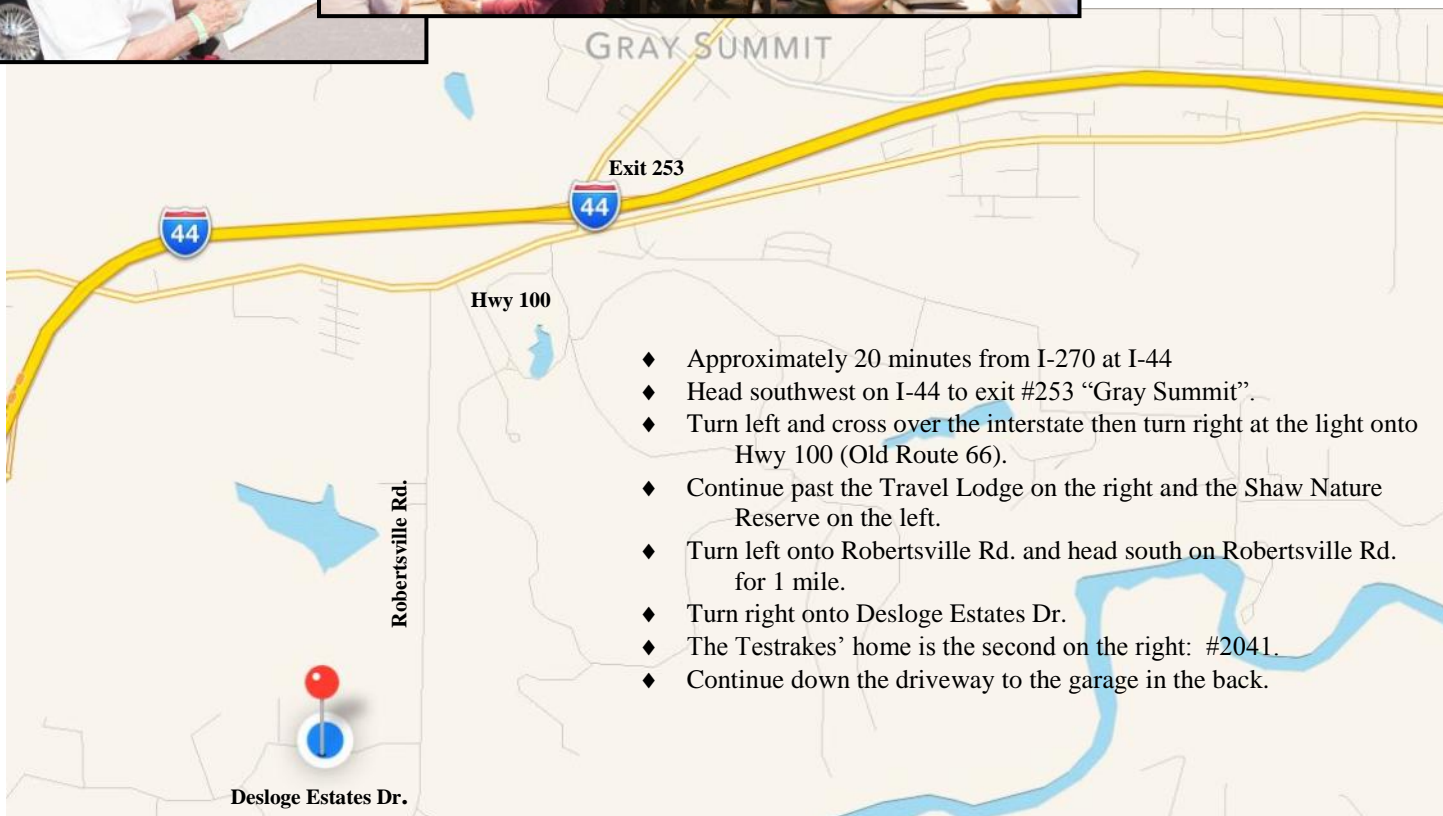 GRAY SUMMIT
Exit 253
44
44
Hwy 100
♦ Approximately 20 minutes from I-270 at I-44
♦ Head southwest on I-44 to exit #253 “Gray Summit”.
♦ Turn left and cross over the interstate then turn right at the light onto
Hwy 100 (Old Route 66).
♦ Continue past the Travel Lodge on the right and the Shaw Nature
Reserve on the left.
♦ Turn left onto Robertsville Rd. and head south on Robertsville Rd.
for 1 mile.
♦ Turn right onto Desloge Estates Dr.
♦ The Testrakes’ home is the second on the right:  #2041.
♦ Continue down the driveway to the garage in the back.
Robertsville Rd.
Desloge Estates Dr.